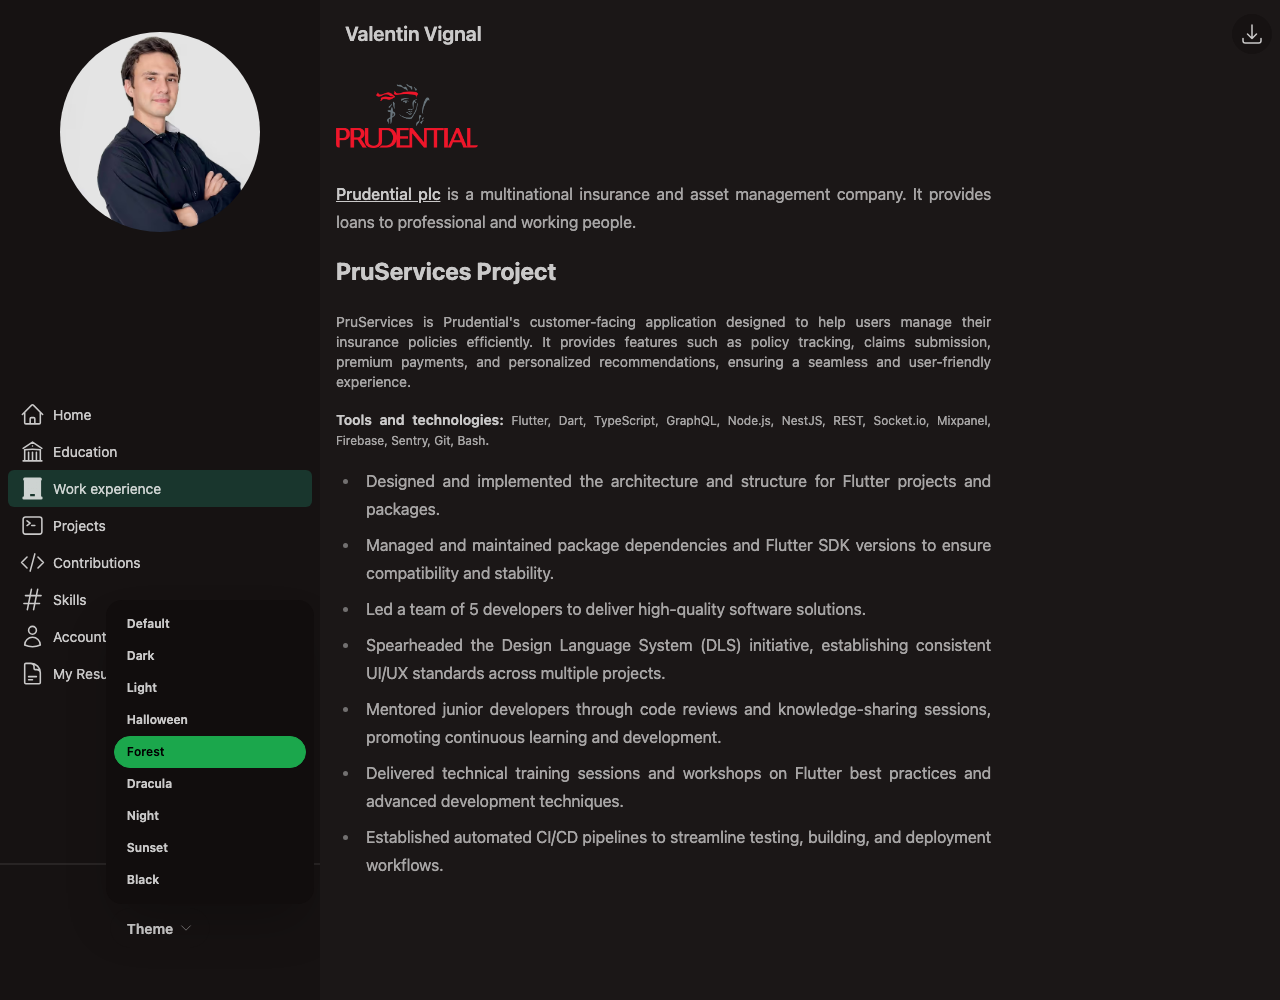 Valentin Vignal
PRUDENTIAL
Prudential plc is a multinational insurance and asset management company. It provides
loans to professional and working people.
PruServices Project
PruServices is Prudential's customer-facing application designed to help users manage their
insurance policies efficiently. It provides features such as policy tracking, claims submission,
premium payments, and personalized recommendations, ensuring a seamless and user-friendly
experience.
Tools and technologies: Flutter, Dart, TypeScript, GraphQL, Node.js, NestJS, REST, Socket.io, Mixpanel,
Firebase, Sentry, Git, Bash.
Designed and implemented the architecture and structure for Flutter projects and
packages.
Managed and maintained package dependencies and Flutter SDK versions to ensure
compatibility and stability.
Led a team of 5 developers to deliver high-quality software solutions.
Spearheaded the Design Language System (DLS) initiative, establishing consistent
UI/UX standards across multiple projects.
Mentored junior developers through code reviews and knowledge-sharing sessions,
promoting continuous learning and development.
Delivered technical training sessions and workshops on Flutter best practices and
advanced development techniques.
Established automated CI/CD pipelines to streamline testing, building, and deployment
workflows.
Home
Education
Work experience
Projects
Contributions
Skills
Account
My Resu
Default
Dark
Light
Halloween
Forest
Dracula
Night
Sunset
Black
Theme